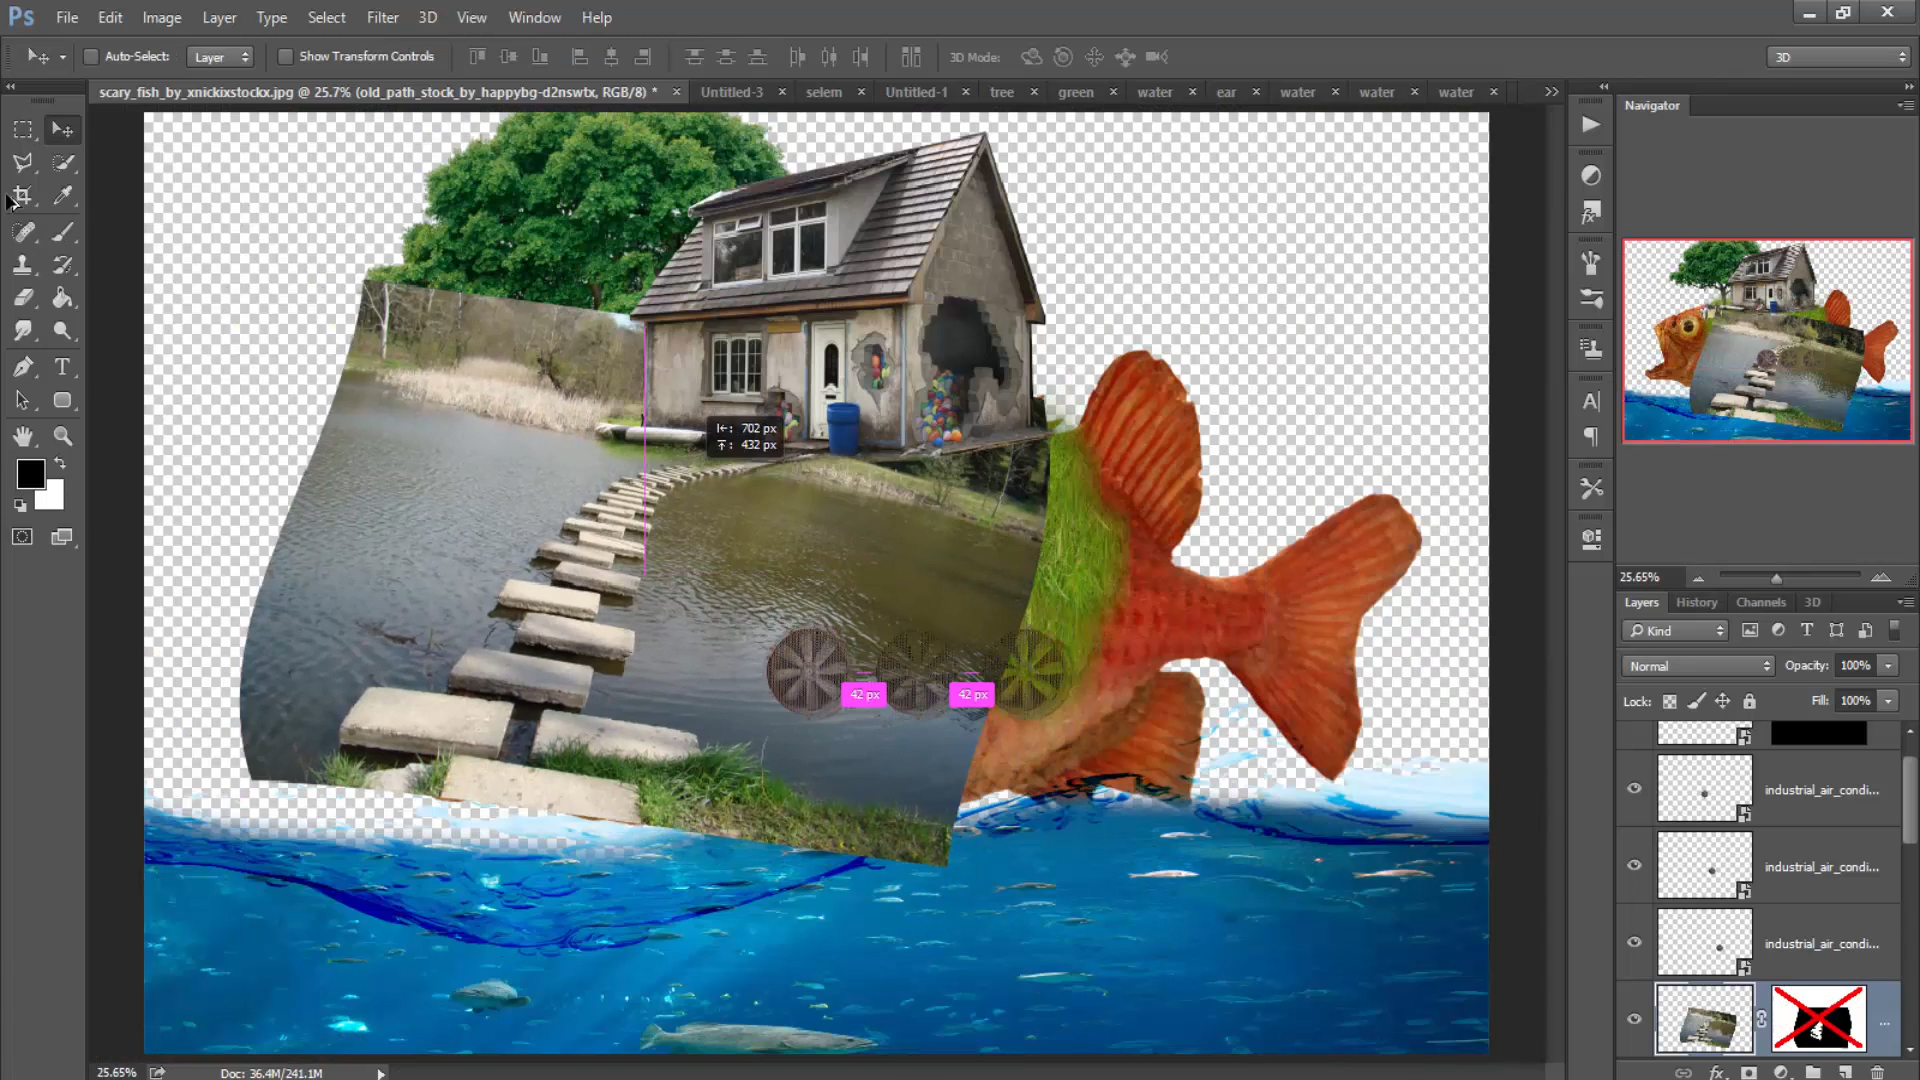 Ps File Edit Image Layer Type Select Filter 3D View Window Help
Auto-Select: Layer Show Transform Controls 3D Mode: 3D
scary_fish_by_xnickixstockx.jpg @ 25.7% (old_path_stock_by_happybg-d2nswtx, RGB/8) * Untitled-3 selem Untitled-1 tree green water ear water water water
Navigator
702 px
432 px
42 px 42 px
25.65%
Layers History Channels 3D
Kind
Normal Opacity: 100%
Lock: Fill: 100%
industrial_air_condi...
industrial_air_condi...
industrial_air_condi...
...
25.65% Doc: 36.4M/241.1M